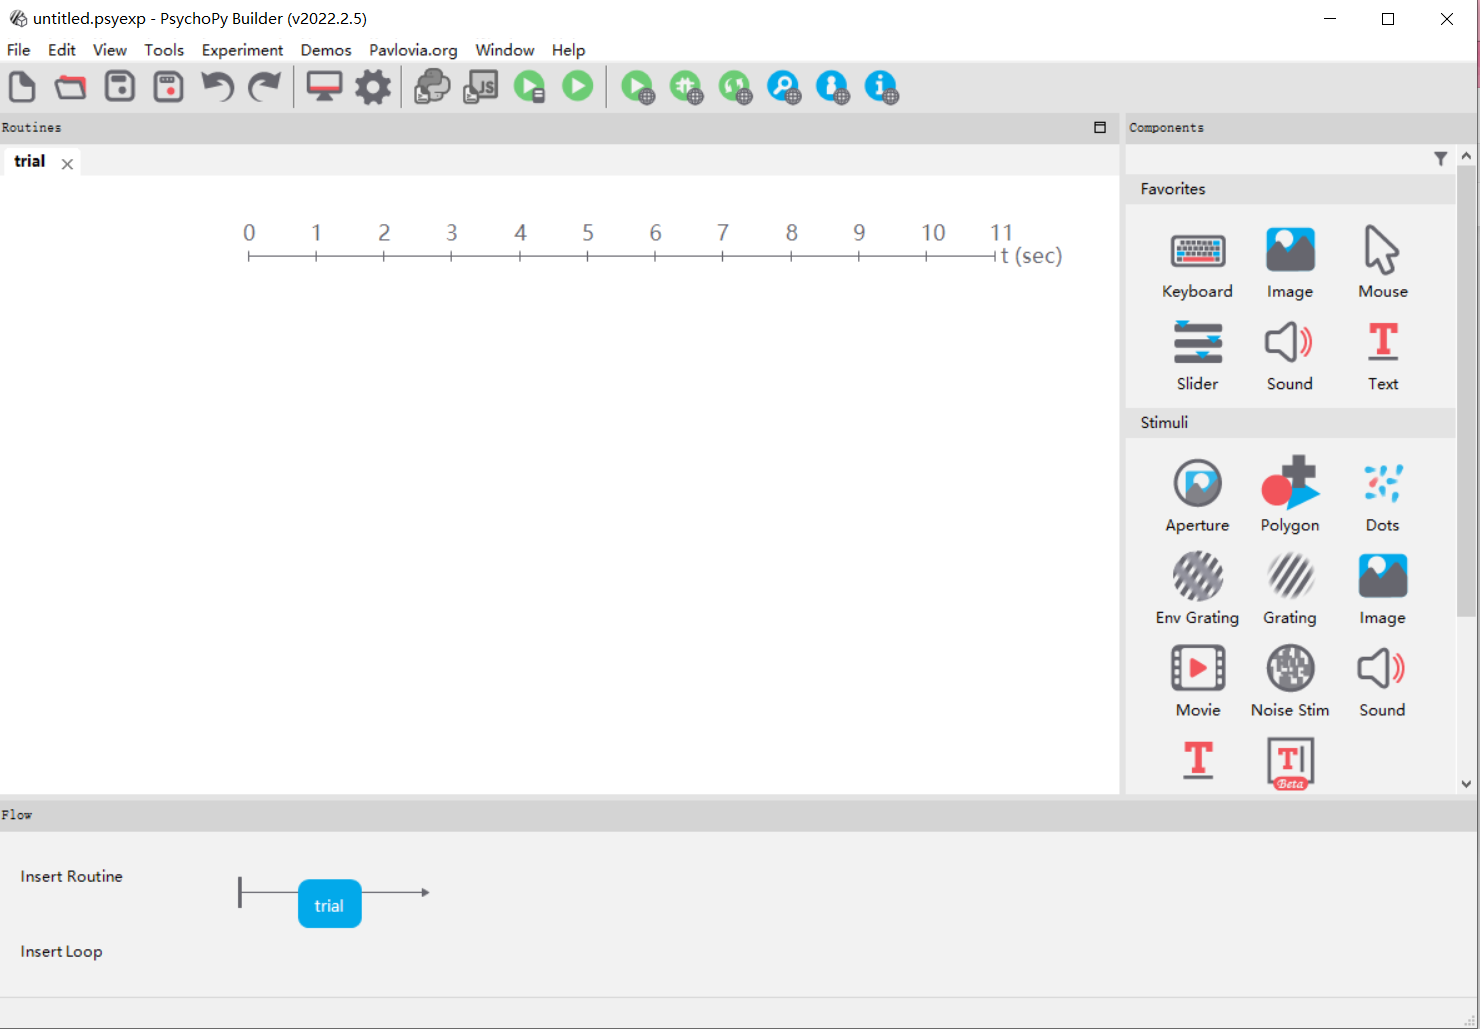 untitled.psyexp - PsychoPy Builder (v2022.2.5)
File Edit View Tools Experiment Demos Pavlovia.org Window Help
JS
Routines
Components
trial
Favorites
0 1 2 3 4 5 6 7 8 9 10 11
t (sec)
Keyboard Image Mouse
T
Slider Sound Text
Stimuli
Aperture Polygon Dots
Env Grating Grating Image
Movie Noise Stim Sound
T T
Beta
Flow
Insert Routine
trial
Insert Loop